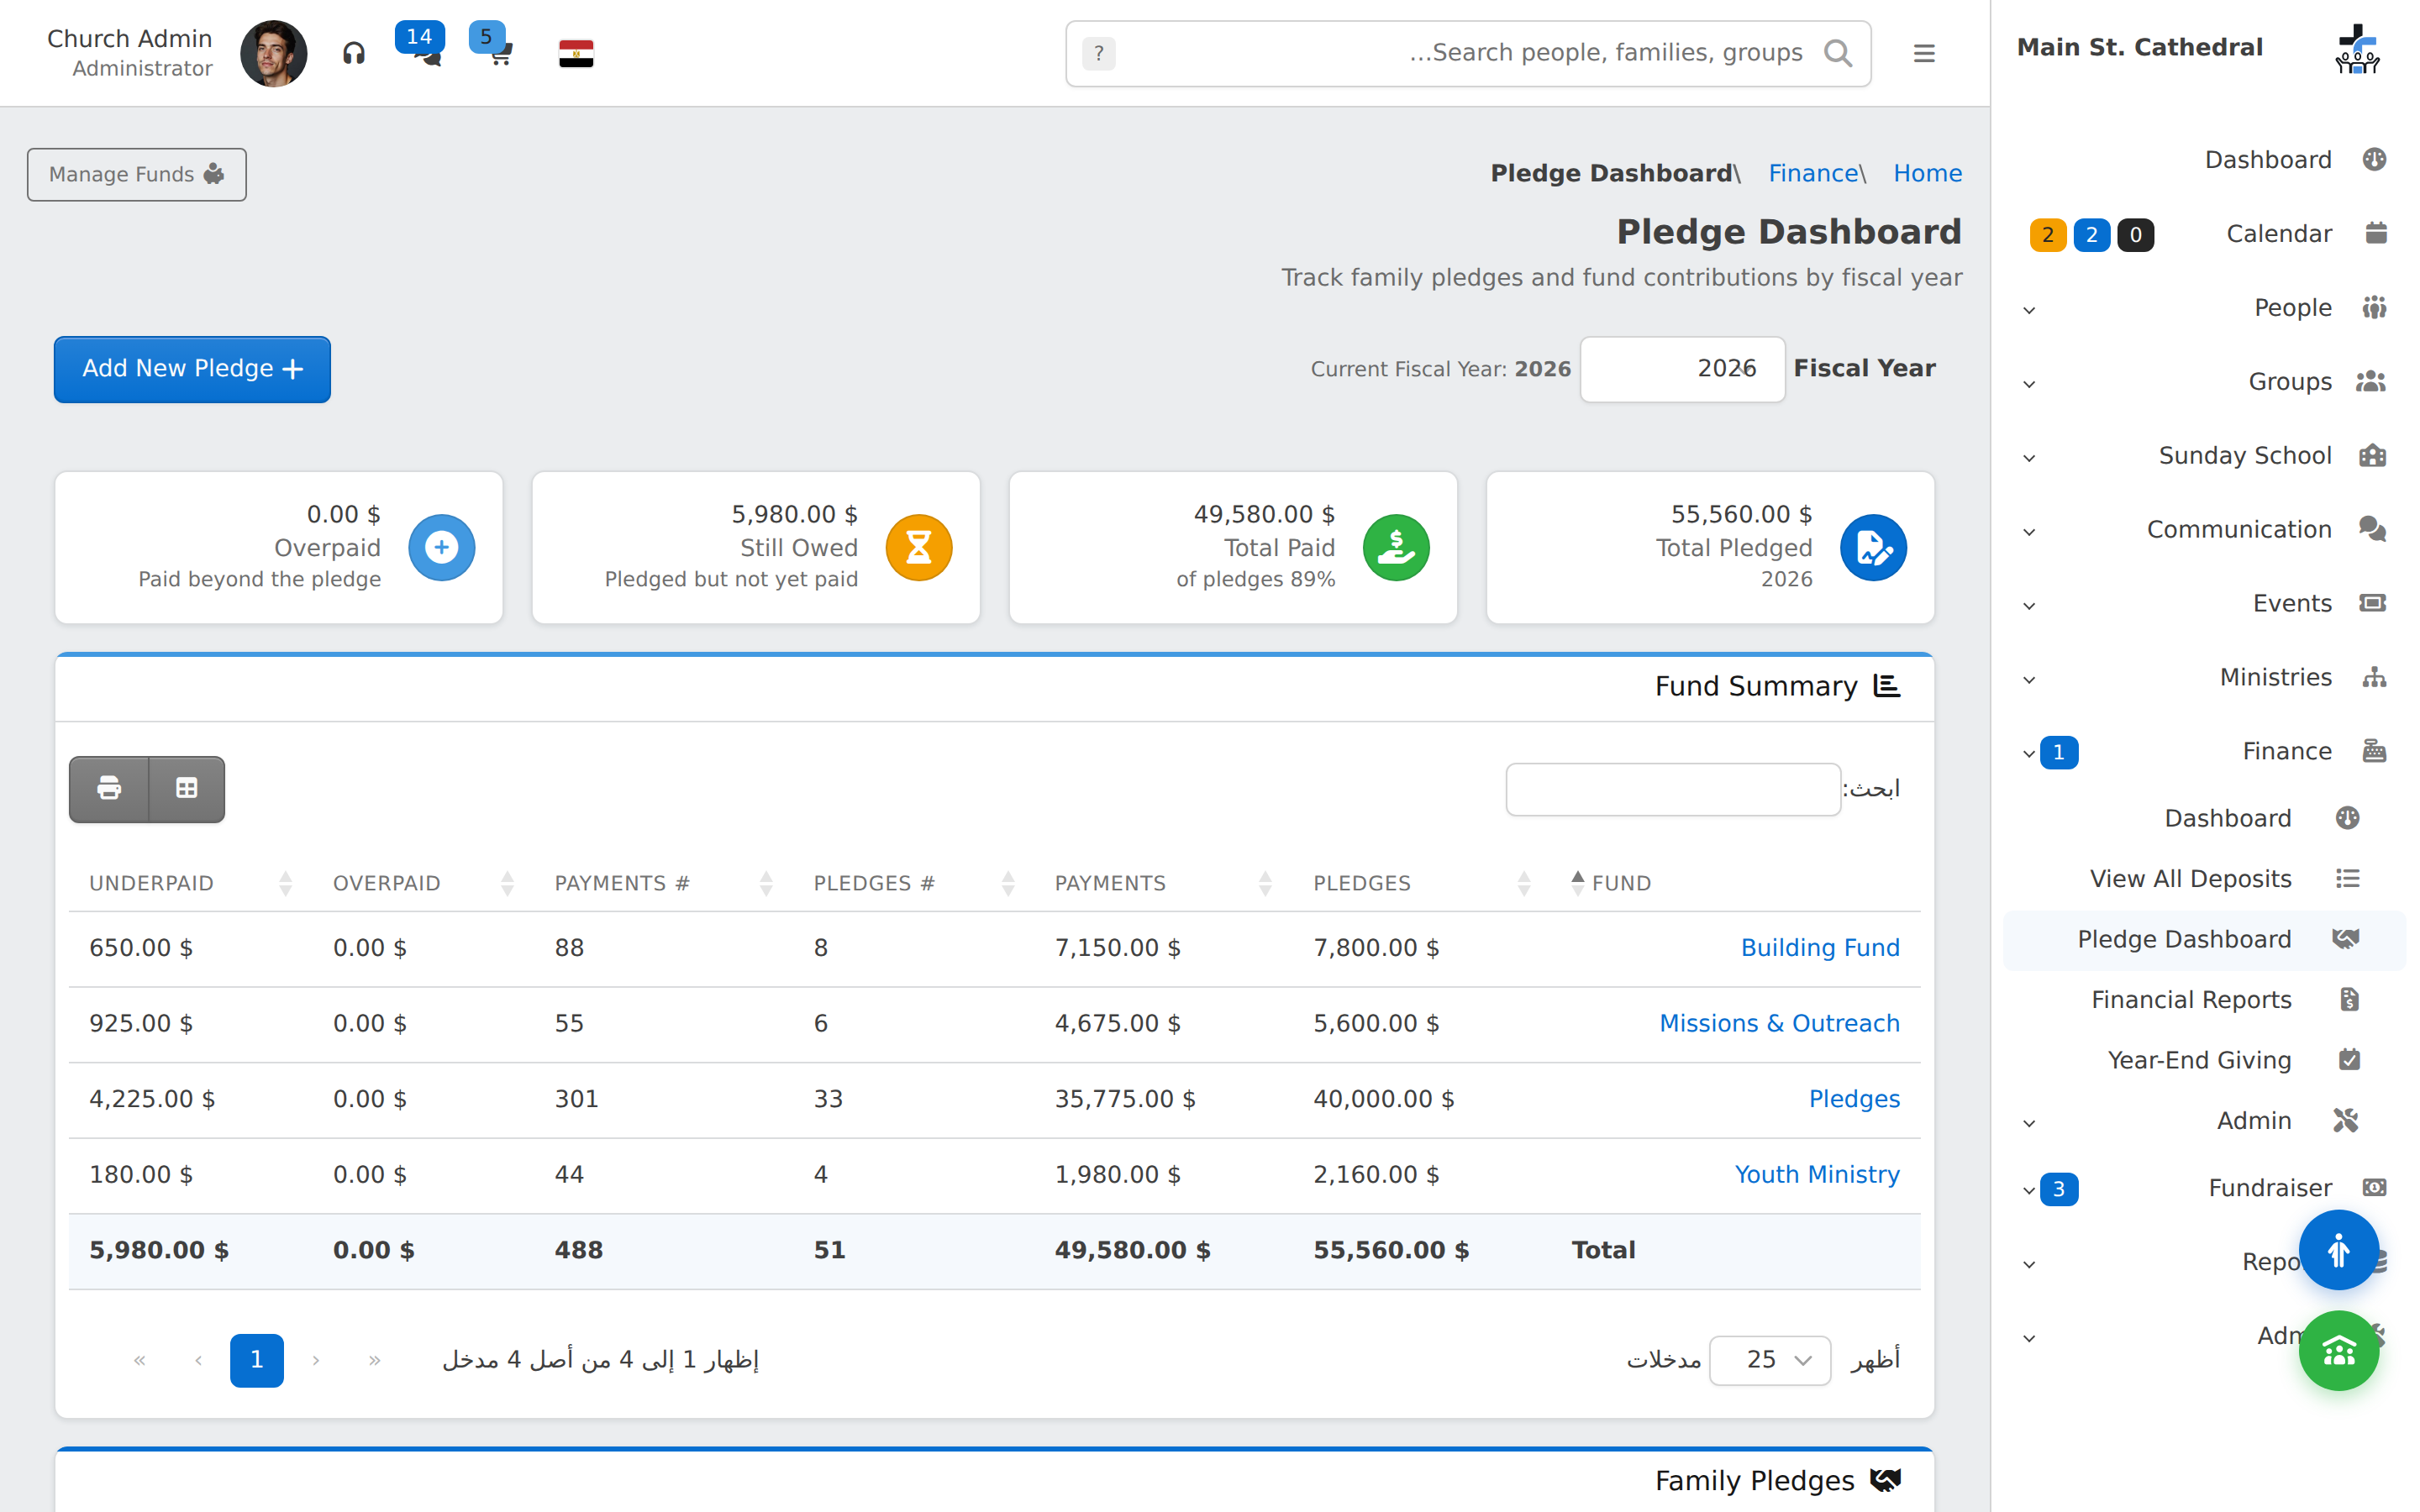 Main St. Cathedral
Dashboard
Calendar 0 2 2
People
Groups
Sunday School
Communication
Events
Ministries
Finance 1
Dashboard
View All Deposits
Pledge Dashboard
Financial Reports
Year-End Giving
Admin
Fundraiser 3
Search people, families, groups...
?
5
14
Church Admin
Administrator
Home \ Finance \ Pledge Dashboard
Manage Funds
Pledge Dashboard
Track family pledges and fund contributions by fiscal year
Fiscal Year 2026 Current Fiscal Year: 2026
Add New Pledge
55,560.00 $
Total Pledged
2026
49,580.00 $
Total Paid
of pledges 89%
5,980.00 $
Still Owed
Pledged but not yet paid
0.00 $
Overpaid
Paid beyond the pledge
Fund Summary
ابحث:
FUND PLEDGES PAYMENTS PLEDGES # PAYMENTS # OVERPAID UNDERPAID
Building Fund 7,800.00 $ 7,150.00 $ 8 88 0.00 $ 650.00 $
Missions & Outreach 5,600.00 $ 4,675.00 $ 6 55 0.00 $ 925.00 $
Pledges 40,000.00 $ 35,775.00 $ 33 301 0.00 $ 4,225.00 $
Youth Ministry 2,160.00 $ 1,980.00 $ 4 44 0.00 $ 180.00 $
Total 55,560.00 $ 49,580.00 $ 51 488 0.00 $ 5,980.00 $
أظهر 25 مدخلات
إظهار 1 إلى 4 من أصل 4 مدخل
« ‹ 1 › »
Family Pledges